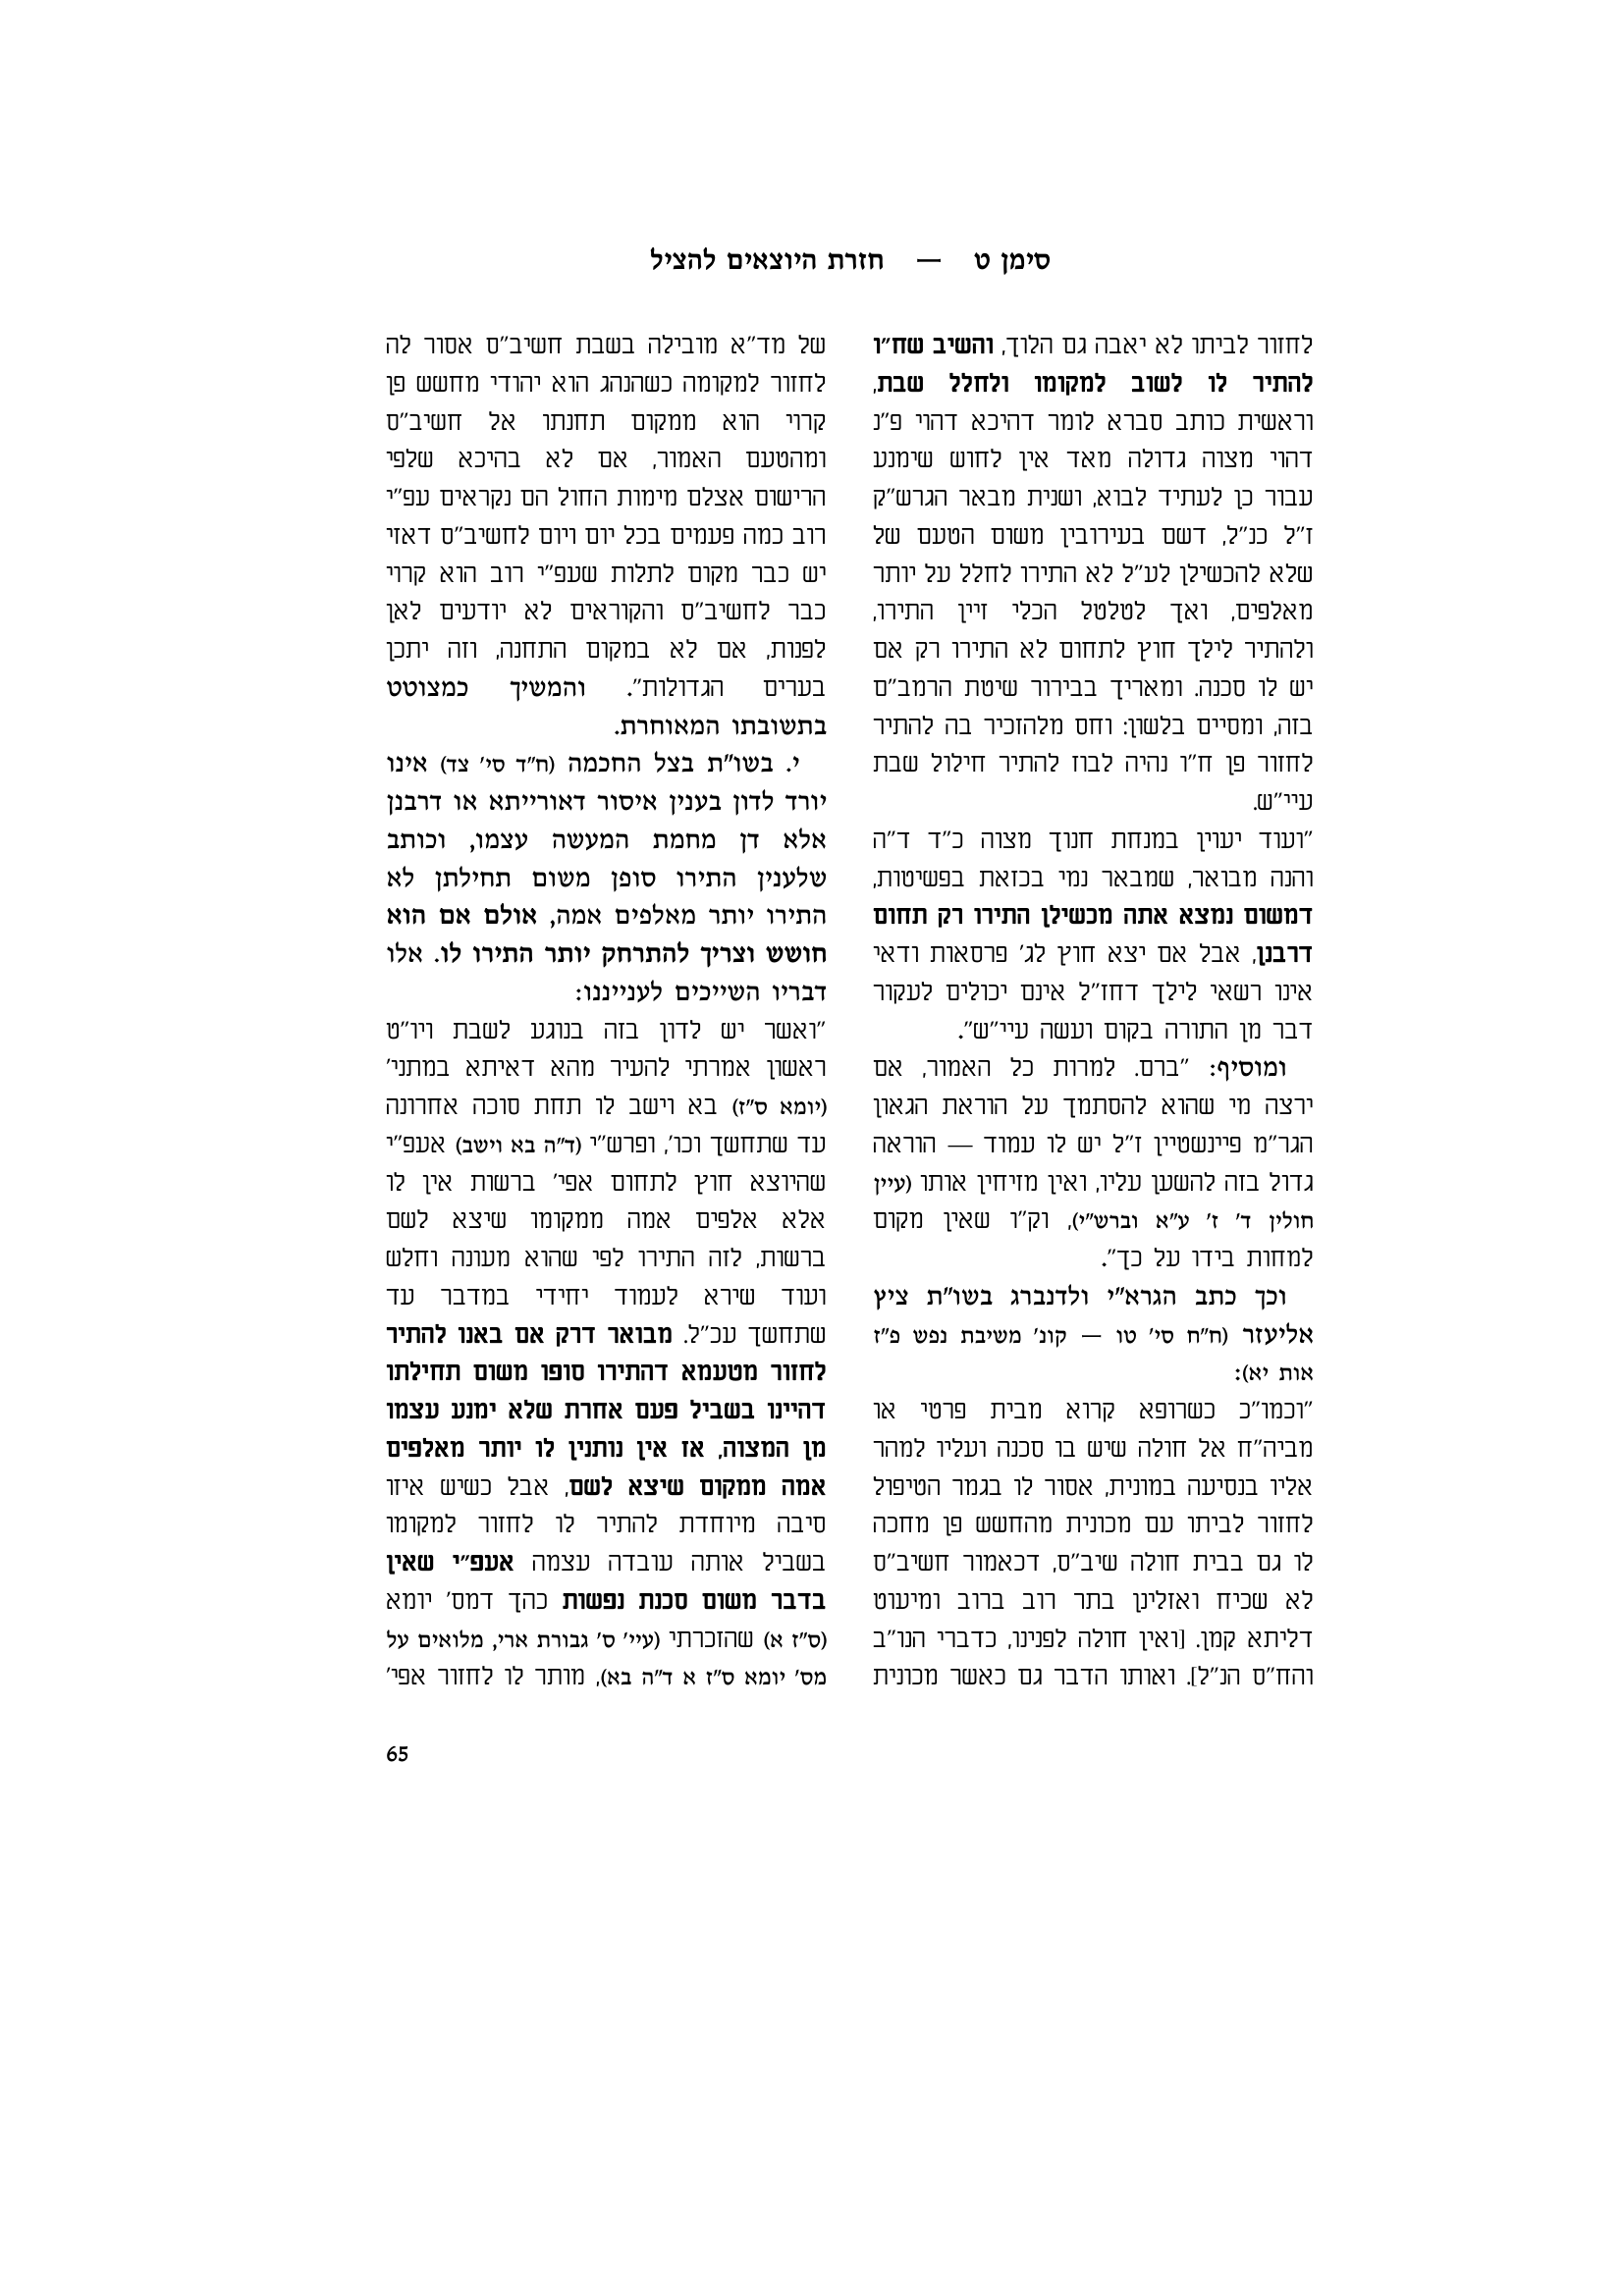 סימן ט — חזרת היוצאים להציל
לחזור לביתו לא יאבה גם הלוך, והשיב שח״ו
להתיר לו לשוב למקומו ולחלל שבת,
וראשית כותב סברא לומר דהיכא דהוי פ״נ
דהוי מצוה גדולה מאד אין לחוש שימנע
עבור כן לעתיד לבוא, ושנית מבאר הגרש״ק
ז״ל כנ״ל, דשם בעירובין משום הטעם של
שלא להכשילן לע״ל לא התירו לחלל על יותר
מאלפים, ואך לטלטל הכלי זיין התירו,
ולהתיר לילך חוץ לתחום לא התירו רק אם
יש לו סכנה. ומאריך בבירור שיטת הרמב״ם
בזה, ומסיים בלשון: וחס מלהזכיר בה להתיר
לחזור פן ח״ו נהיה לבוז להתיר חילול שבת
עיי״ש.
״ועוד יעוין במנחת חנוך מצוה כ״ד ד״ה
והנה מבואר, שמבאר נמי בכזאת בפשיטות,
דמשום נמצא אתה מכשילן התירו רק תחום
דרבנן, אבל אם יצא חוץ לג׳ פרסאות ודאי
אינו רשאי לילך דחז״ל אינם יכולים לעקור
דבר מן התורה בקום ועשה עיי״ש״.
ומוסיף: ״ברם. למרות כל האמור, אם
ירצה מי שהוא להסתמך על הוראת הגאון
הגר״מ פיינשטיין ז״ל יש לו עמוד — הוראה
גדול בזה להשען עליו, ואין מזיחין אותו (עיין
חולין ד׳ ז׳ ע״א וברש״י), וק״ו שאין מקום
למחות בידו על כך״.
וכך כתב הגרא״י ולדנברג בשו״ת ציץ
אליעזר (ח״ח סי׳ טו — קונ׳ משיבת נפש פ״ז
אות יא):
״וכמו״כ כשרופא קרוא מבית פרטי או
מביה״ח אל חולה שיש בו סכנה ועליו למהר
אליו בנסיעה במונית, אסור לו בגמר הטיפול
לחזור לביתו עם מכונית מהחשש פן מחכה
לו גם בבית חולה שיב״ס, דכאמור חשיב״ס
לא שכיח ואזלינן בתר רוב ברוב ומיעוט
דליתא קמן. [ואין חולה לפנינו, כדברי הנו״ב
והח״ס הנ״ל]. ואותו הדבר גם כאשר מכונית
של מד״א מובילה בשבת חשיב״ס אסור לה
לחזור למקומה כשהנהג הוא יהודי מחשש פן
קרוי הוא ממקום תחנתו אל חשיב״ס
ומהטעם האמור, אם לא בהיכא שלפי
הרישום אצלם מימות החול הם נקראים עפ״י
רוב כמה פעמים בכל יום ויום לחשיב״ס דאזי
יש כבר מקום לתלות שעפ״י רוב הוא קרוי
כבר לחשיב״ס והקוראים לא יודעים לאן
לפנות, אם לא במקום התחנה, וזה יתכן
בערים הגדולות״. והמשיך כמצוטט
בתשובתו המאוחרת.
י. בשו״ת בצל החכמה (ח״ד סי׳ צד) אינו
יורד לדון בענין איסור דאורייתא או דרבנן
אלא דן מחמת המעשה עצמו, וכותב
שלענין התירו סופן משום תחילתן לא
התירו יותר מאלפים אמה, אולם אם הוא
חושש וצריך להתרחק יותר התירו לו. אלו
דבריו השייכים לענייננו:
״ואשר יש לדון בזה בנוגע לשבת ויו״ט
ראשון אמרתי להעיר מהא דאיתא במתני׳
(יומא ס״ז) בא וישב לו תחת סוכה אחרונה
עד שתחשך וכו׳, ופרש״י (ד״ה בא וישב) אעפ״י
שהיוצא חוץ לתחום אפי׳ ברשות אין לו
אלא אלפים אמה ממקומו שיצא לשם
ברשות, לזה התירו לפי שהוא מעונה וחלש
ועוד שירא לעמוד יחידי במדבר עד
שתחשך עכ״ל. מבואר דרק אם באנו להתיר
לחזור מטעמא דהתירו סופו משום תחילתו
דהיינו בשביל פעם אחרת שלא ימנע עצמו
מן המצוה, אז אין נותנין לו יותר מאלפים
אמה ממקום שיצא לשם, אבל כשיש איזו
סיבה מיוחדת להתיר לו לחזור למקומו
בשביל אותה עובדה עצמה אעפ״י שאין
בדבר משום סכנת נפשות כהך דמס׳ יומא
(ס״ז א) שהזכרתי (עיי׳ ס׳ גבורת ארי, מלואים על
מס׳ יומא ס״ז א ד״ה בא), מותר לו לחזור אפי׳
65